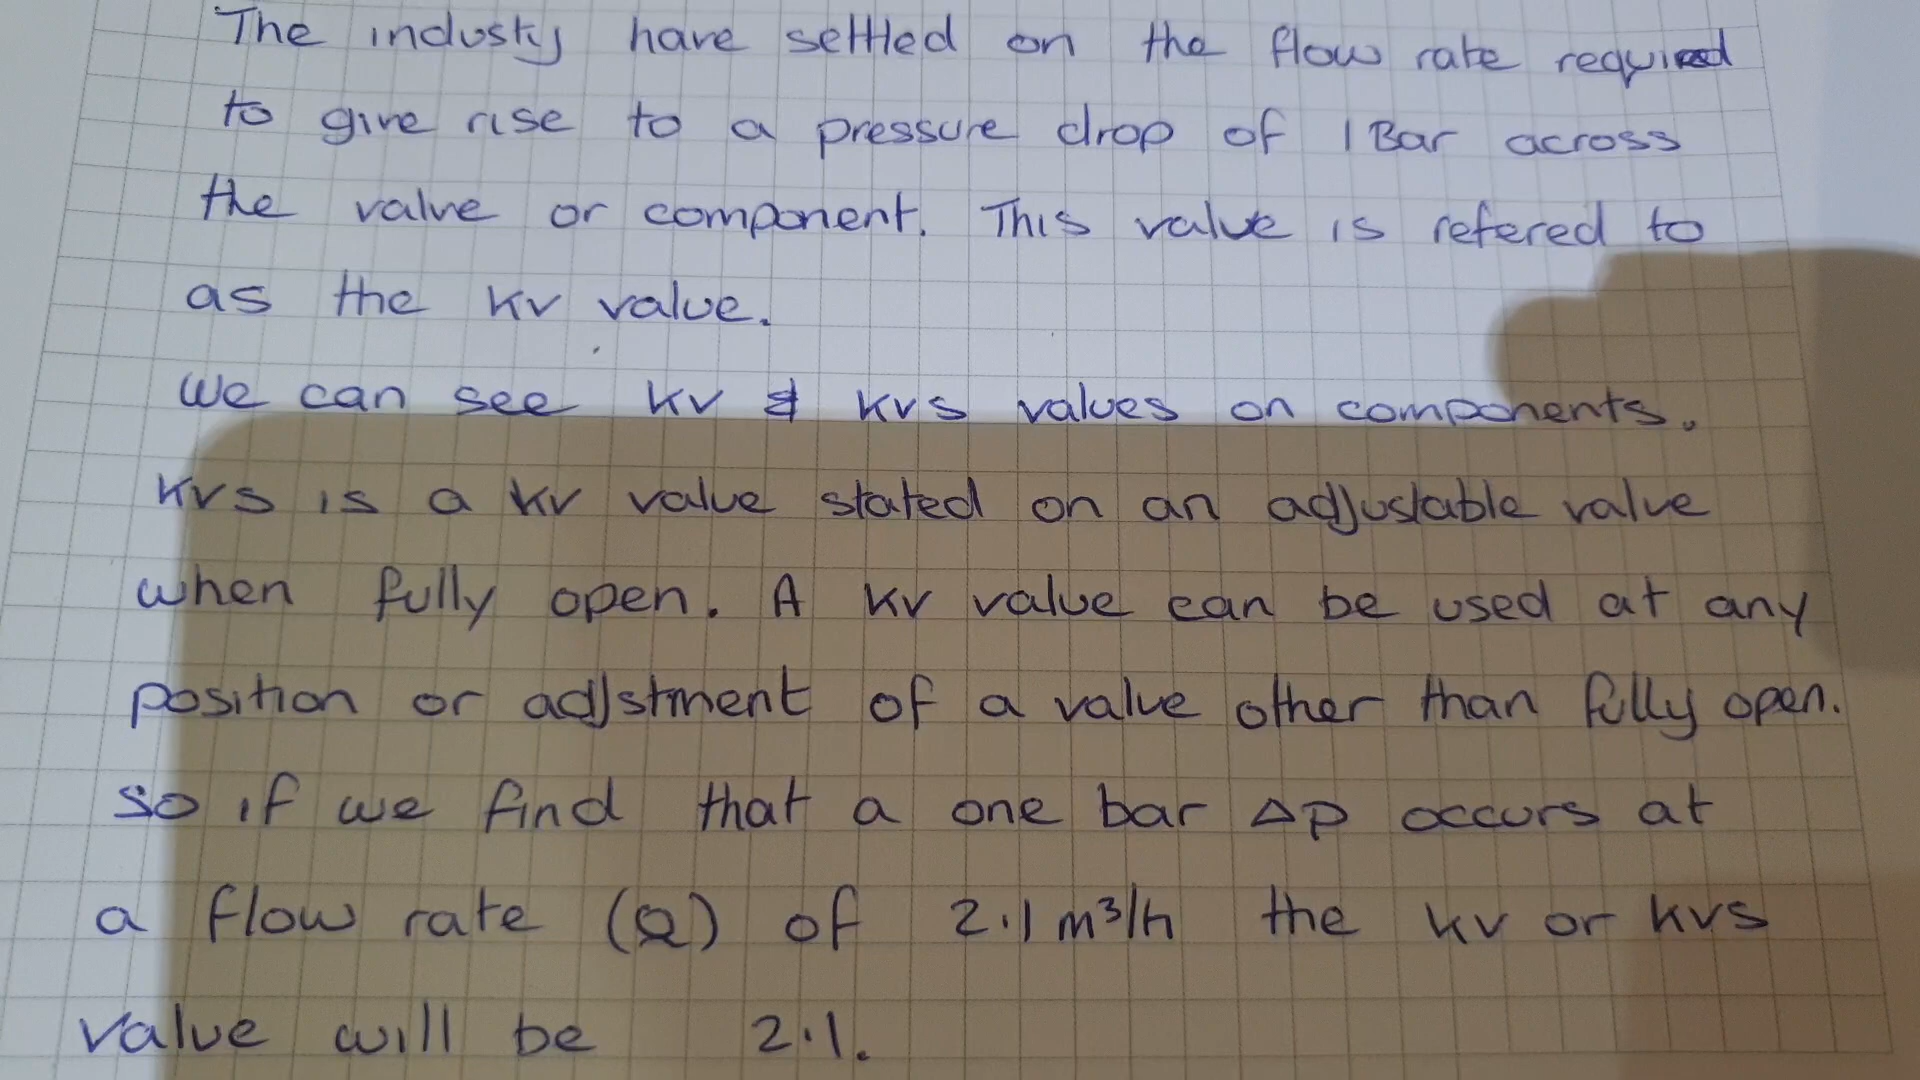 The industy have settled on the flow rate required
to give rise to a pressure drop of 1 Bar across
the valve or component. This value is refered to
as the kv value.
we can see kv & kvs values on components.
kvs is a kv value stated on an adjustable valve
when fully open. A kv value can be used at any
position or adjstment of a valve other than fully open.
so if we find that a one bar ΔP occurs at
a flow rate (Q) of 2.1 m³/h the kv or kvs
value will be 2.1.